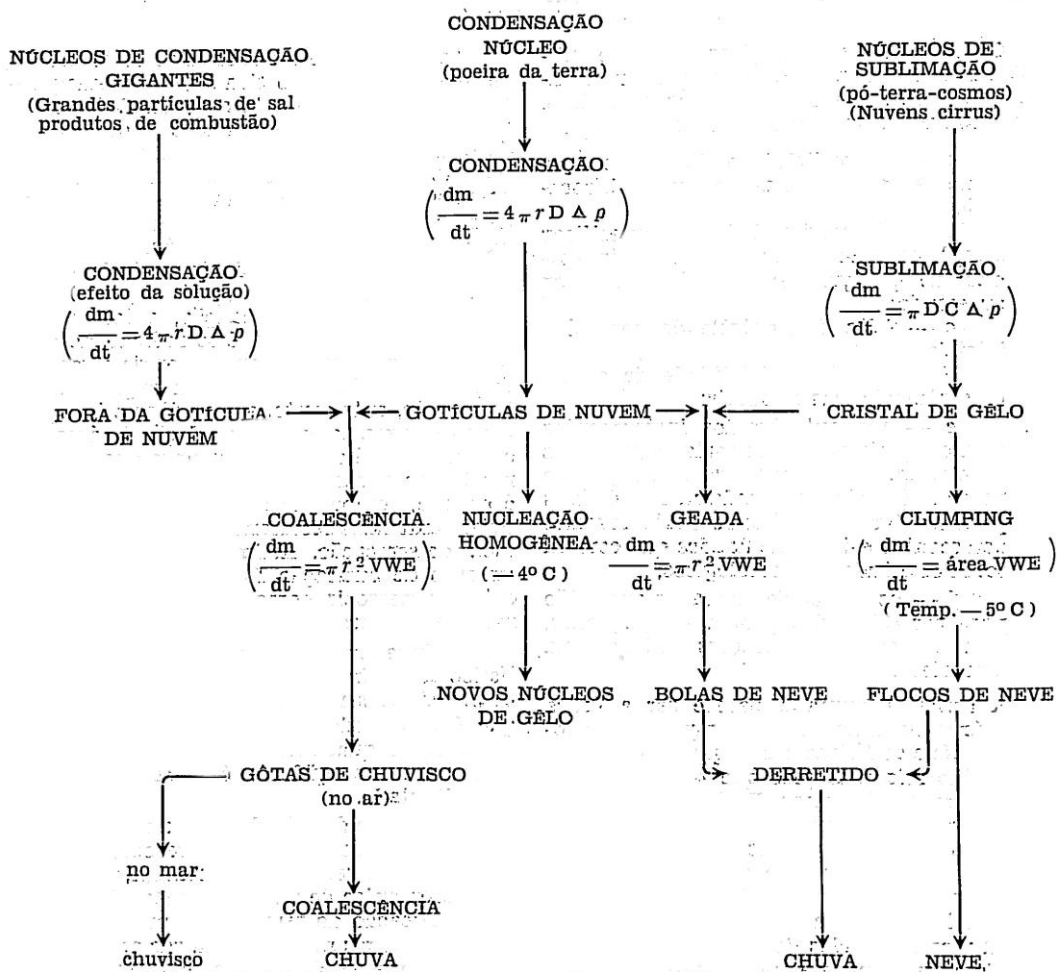 CONDENSAÇÃO
NÚCLEO
(poeira da terra)
NÚCLEOS DE CONDENSAÇÃO
GIGANTES
(Grandes partículas de sal
produtos de combustão)
NÚCLEOS DE
SUBLIMAÇÃO
(pó-terra-cosmos)
(Nuvens cirrus)
CONDENSAÇÃO
(dm/dt = 4 π r D Δ p)
CONDENSAÇÃO
(efeito da solução)
(dm/dt = 4 π r D Δ p)
SUBLIMAÇÃO
(dm/dt = π D C Δ p)
FORA DA GOTÍCULA
DE NUVEM
GOTÍCULAS DE NUVEM
CRISTAL DE GÊLO
COALESCÊNCIA
(dm/dt = π r² VWE)
NUCLEAÇÃO
HOMOGÊNEA
(—4º C)
GEADA
dm/dt = π r² VWE
CLUMPING
(dm/dt = área VWE)
(Temp. — 5º C)
NOVOS NÚCLEOS
DE GÊLO
BOLAS DE NEVE
FLOCOS DE NEVE
GÔTAS DE CHUVISCO
(no ar)
DERRETIDO
no mar
COALESCÊNCIA
chuvisco
CHUVA
CHUVA
NEVE